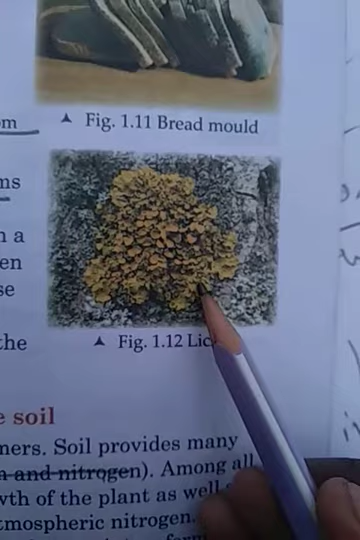 ▲ Fig. 1.11 Bread mould
om
ms
n a
en
se
the
▲ Fig. 1.12
e soil
ners. Soil provides many
n and nitrogen). Among all
wth of the plant as well
tmospheric nitrogen.